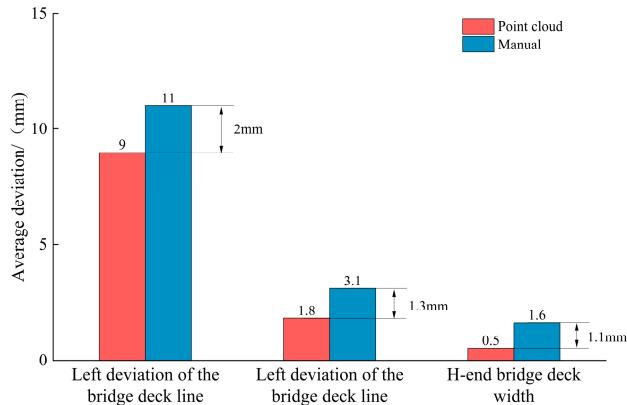 15
Point cloud
Manual
Average deviation/ (mm)
11
10
9
2mm
5
3.1
1.8
1.3mm
1.6
0.5
1.1mm
0
Left deviation of the
bridge deck line
Left deviation of the
bridge deck line
H-end bridge deck
width